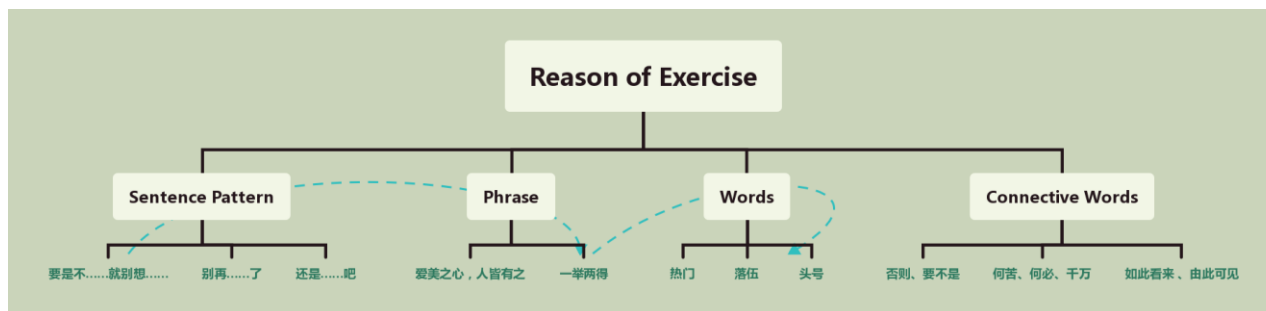 Reason of Exercise
Sentence Pattern
Phrase
Words
Connective Words
要是不……就别想……
别再……了
还是……吧
爱美之心，人皆有之
一举两得
热门
落伍
头号
否则、要不是
何苦、何必、千万
如此看来、由此可见